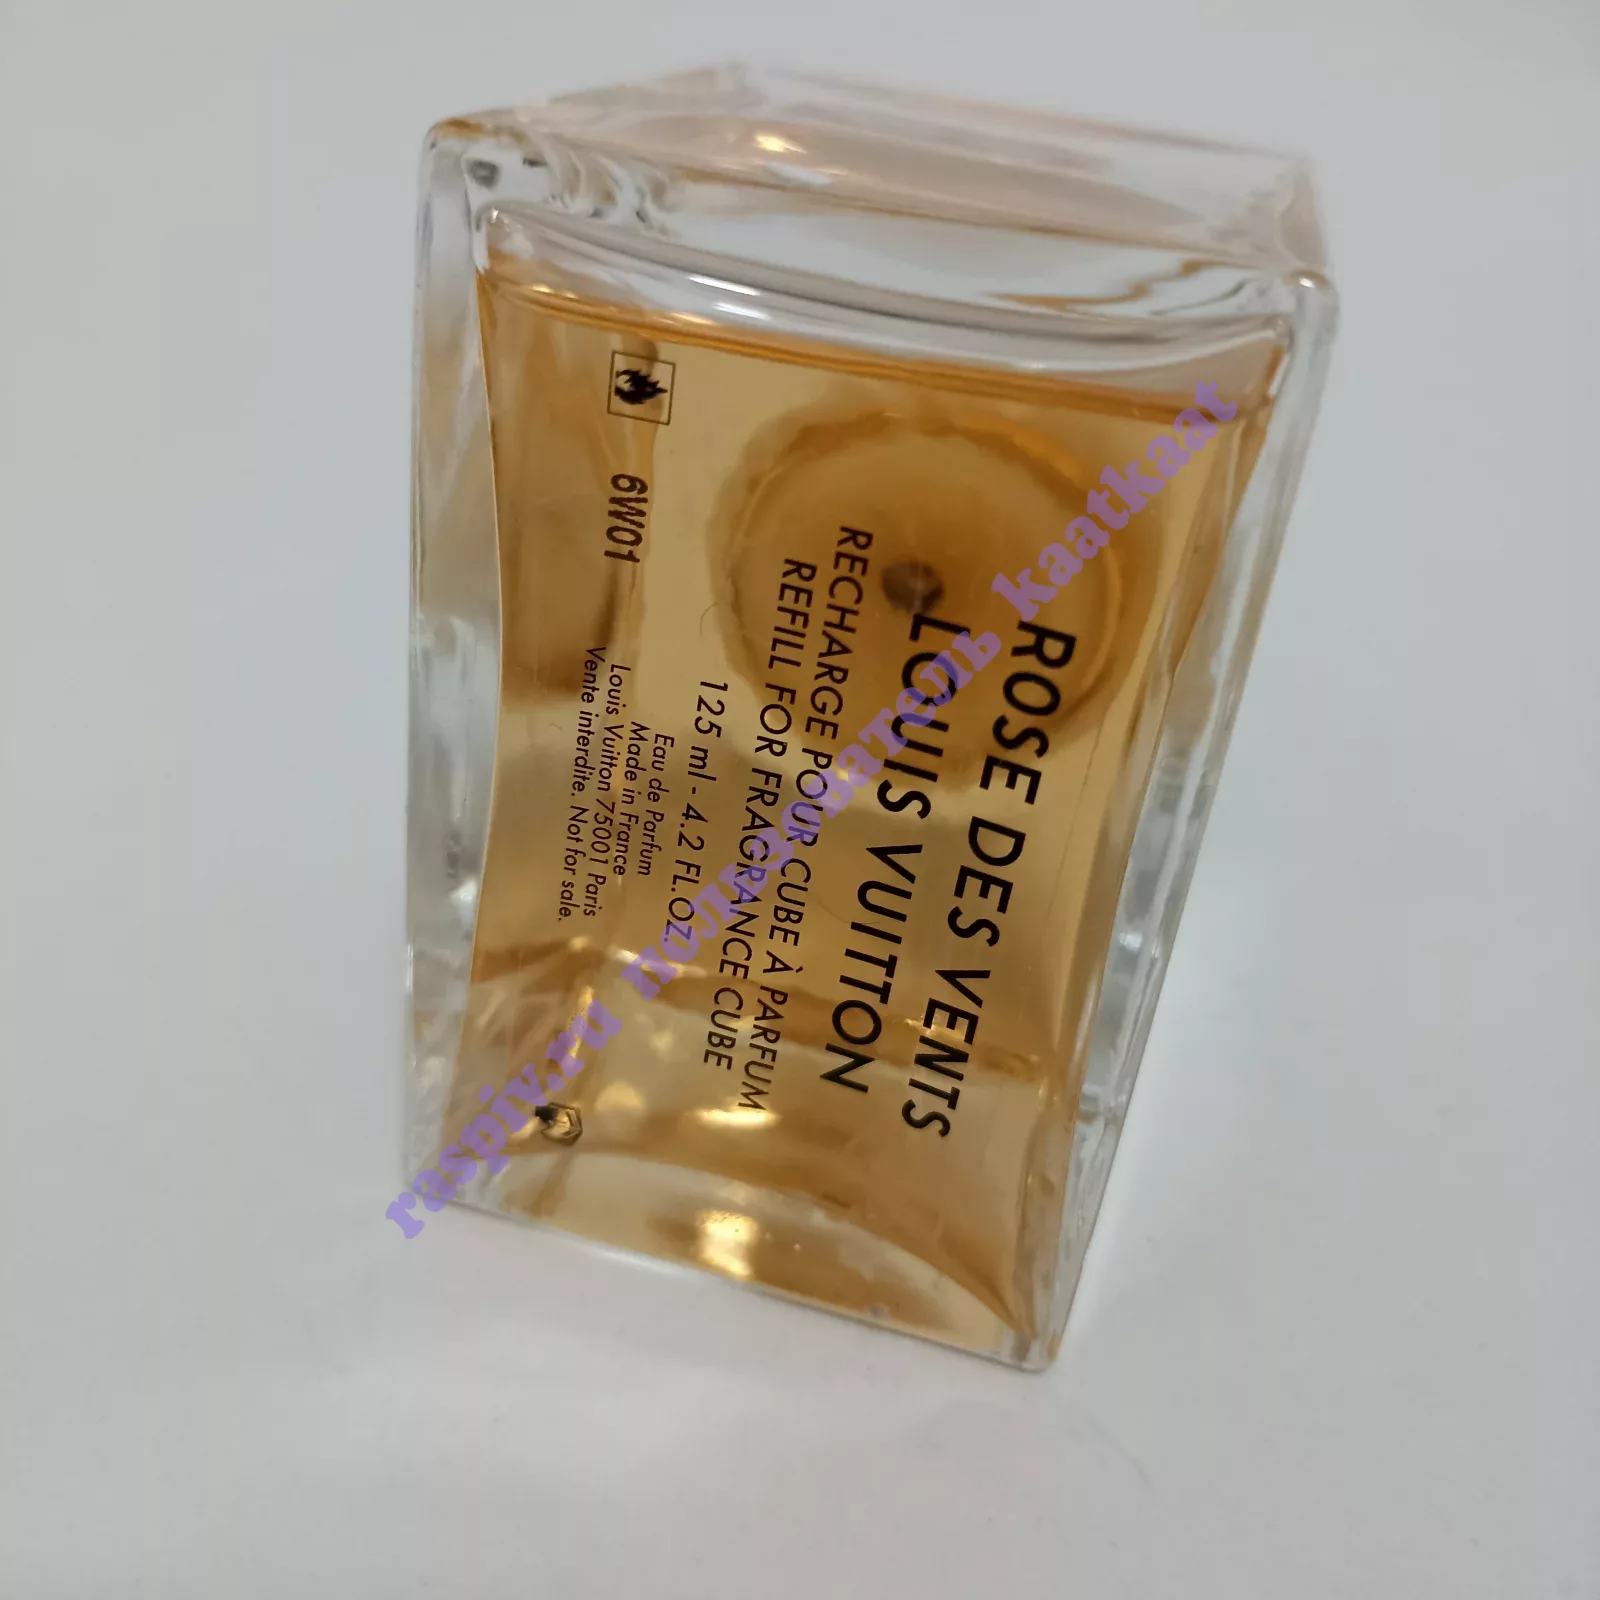 ROSE DES VENTS
LOUIS VUITTON
RECHARGE POUR CUBE À PARFUM
REFILL FOR FRAGRANCE CUBE
125 ml - 4.2 FL.OZ.
Eau de Parfum
Made in France
Louis Vuitton 75001 Paris
Vente interdite. Not for sale.
6W01
raspiv.ru пользователь kaatkaat